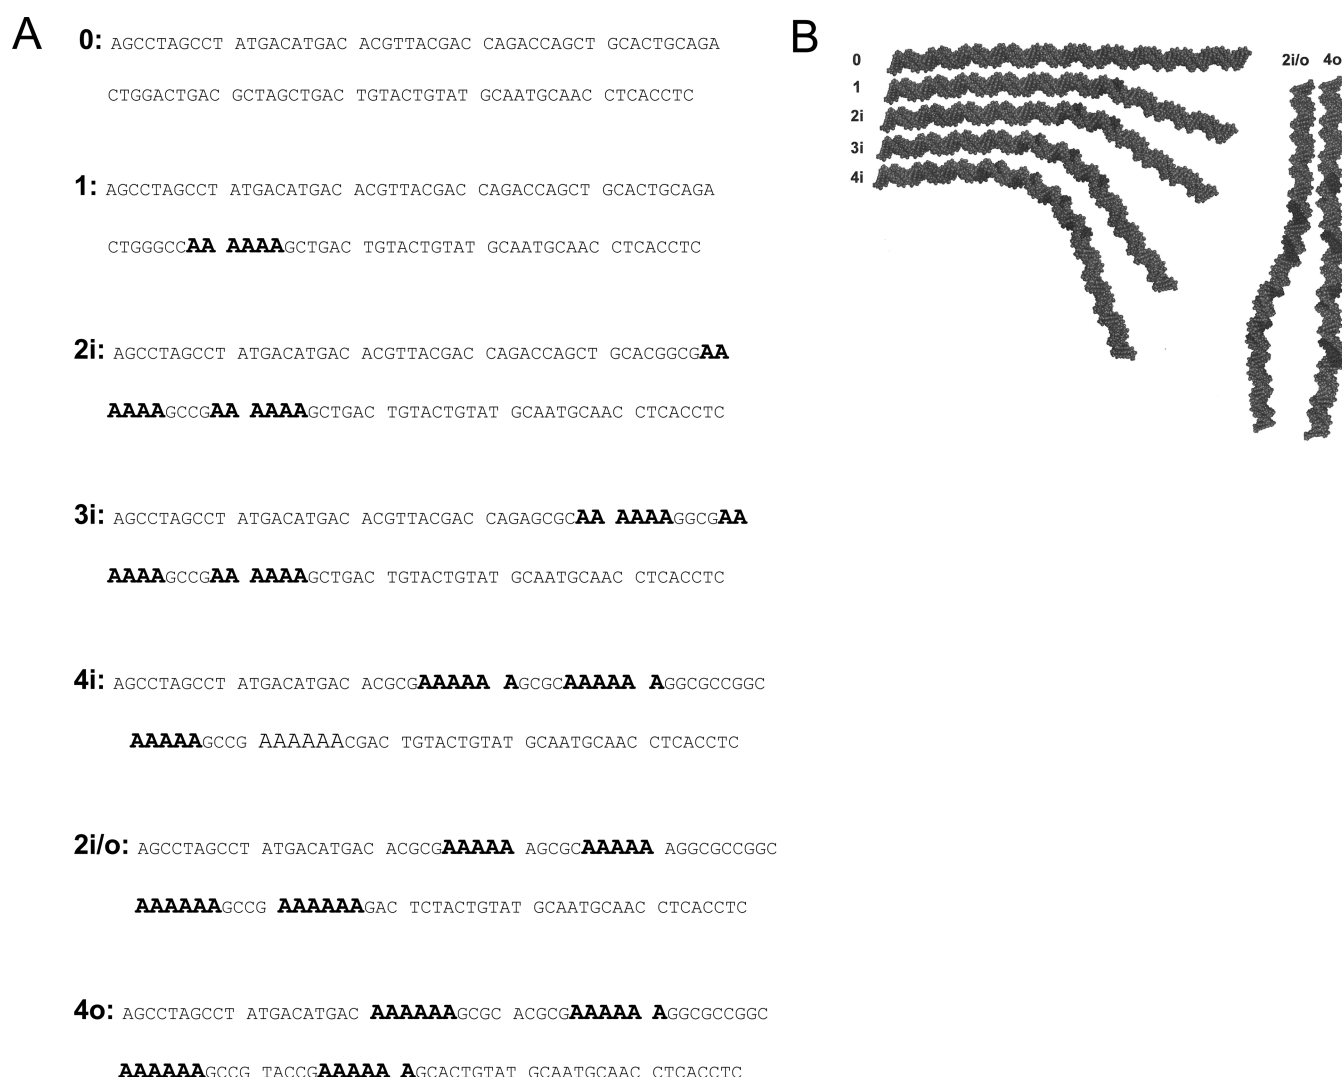 A
0: AGCCTAGCCT ATGACATGAC ACGTTACGAC CAGACCAGCT GCACTGCAGA
CTGGACTGAC GCTAGCTGAC TGTACTGTAT GCAATGCAAC CTCACCTC
1: AGCCTAGCCT ATGACATGAC ACGTTACGAC CAGACCAGCT GCACTGCAGA
CTGGGCCAA AAAAGCTGAC TGTACTGTAT GCAATGCAAC CTCACCTC
2i: AGCCTAGCCT ATGACATGAC ACGTTACGAC CAGACCAGCT GCACGGCGAA
AAAAGCCGAA AAAAGCTGAC TGTACTGTAT GCAATGCAAC CTCACCTC
3i: AGCCTAGCCT ATGACATGAC ACGTTACGAC CAGAGCGCAA AAAAGGCGAA
AAAAGCCGAA AAAAGCTGAC TGTACTGTAT GCAATGCAAC CTCACCTC
4i: AGCCTAGCCT ATGACATGAC ACGCGAAAAA AGCGCAAAAA AGGCGCCGGC
AAAAAGCCG AAAAAACGAC TGTACTGTAT GCAATGCAAC CTCACCTC
2i/o: AGCCTAGCCT ATGACATGAC ACGCGAAAAA AGCGCAAAAA AGGCGCCGGC
AAAAAAGCCG AAAAAAGAC TCTACTGTAT GCAATGCAAC CTCACCTC
4o: AGCCTAGCCT ATGACATGAC AAAAAAGCGC ACGCGAAAAA AGGCGCCGGC
AAAAAAGCCG TACCGAAAAA AGCACTGTAT GCAATGCAAC CTCACCTC
B
0
1
2i
3i
4i
2i/o 4o